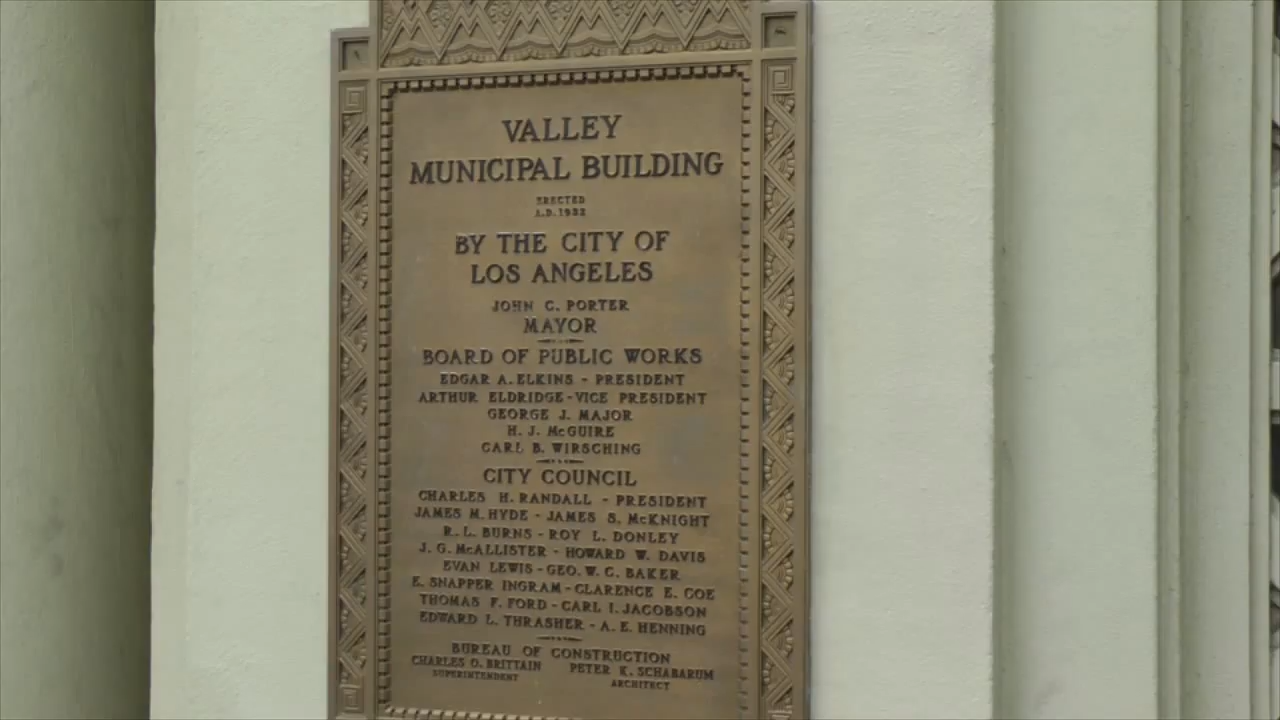 VALLEY
MUNICIPAL BUILDING
ERECTED
A.D. 1932
BY THE CITY OF
LOS ANGELES
JOHN C. PORTER
MAYOR
BOARD OF PUBLIC WORKS
EDGAR A. ELKINS - PRESIDENT
ARTHUR ELDRIDGE - VICE PRESIDENT
GEORGE J. MAJOR
H. J. McGUIRE
CARL B. WIRSCHING
CITY COUNCIL
CHARLES H. RANDALL - PRESIDENT
JAMES M. HYDE - JAMES S. McKNIGHT
R. L. BURNS - ROY L. DONLEY
J. G. McALLISTER - HOWARD W. DAVIS
EVAN LEWIS - GEO. W. C. BAKER
E. SNAPPER INGRAM - CLARENCE E. COE
THOMAS F. FORD - CARL I. JACOBSON
EDWARD L. THRASHER - A. E. HENNING
BUREAU OF CONSTRUCTION
CHARLES O. BRITTAIN PETER K. SCHABARUM
SUPERINTENDENT ARCHITECT